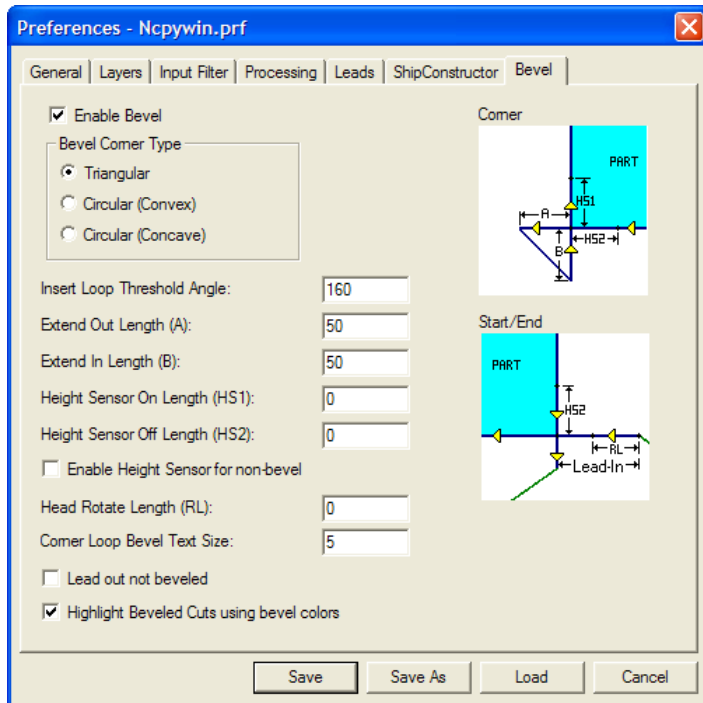 Preferences - Ncpywin.prf
General Layers Input Filter Processing Leads ShipConstructor Bevel
Enable Bevel
Bevel Corner Type
Triangular
Circular (Convex)
Circular (Concave)
Insert Loop Threshold Angle: 160
Extend Out Length (A): 50
Extend In Length (B): 50
Height Sensor On Length (HS1): 0
Height Sensor Off Length (HS2): 0
Enable Height Sensor for non-bevel
Head Rotate Length (RL): 0
Corner Loop Bevel Text Size: 5
Lead out not beveled
Highlight Beveled Cuts using bevel colors
Corner
PART
HS1
A
HS2
B
Start/End
PART
HS2
RL
Lead-In
Save Save As Load Cancel